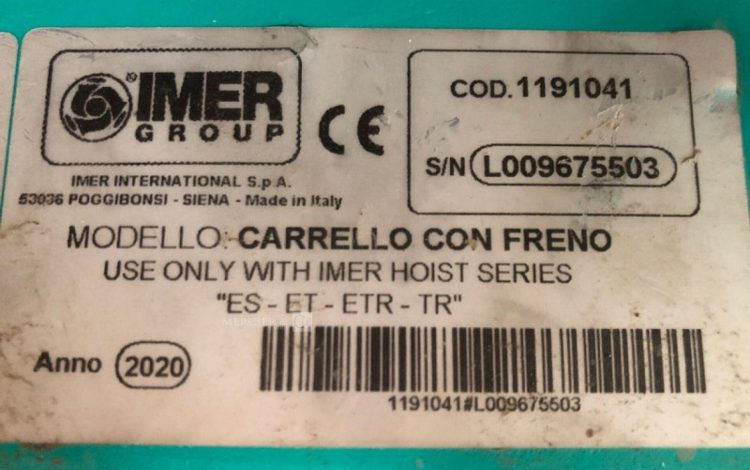 IMER®
GROUP
CE
COD. 1191041
S/N L009675503
IMER INTERNATIONAL S.p.A.
53036 POGGIBONSI - SIENA - Made in Italy
MODELLO: CARRELLO CON FRENO
USE ONLY WITH IMER HOIST SERIES
"ES - ET - ETR - TR"
Anno 2020
1191041#L009675503